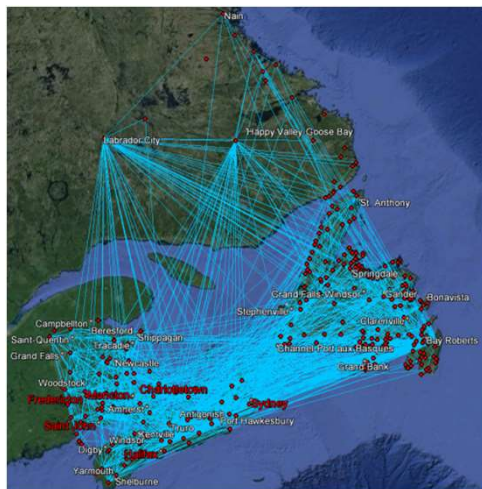 Nain
Labrador City
Happy Valley-Goose Bay
St. Anthony
Springdale
Grand Falls-Windsor
Gander
Bonavista
Stephenville
Clarenville
Campbellton
Beresford
Shippagan
Saint-Quentin
Tracadie
Channel-Port aux Basques
Bay Roberts
Grand Falls
Newcastle
Grand Bank
Woodstock
Charlottetown
Fredericton
Moncton
Sydney
Amherst
Antigonish
Port Hawkesbury
Saint John
Truro
Windsor
Kentville
Digby
Halifax
Yarmouth
Shelburne